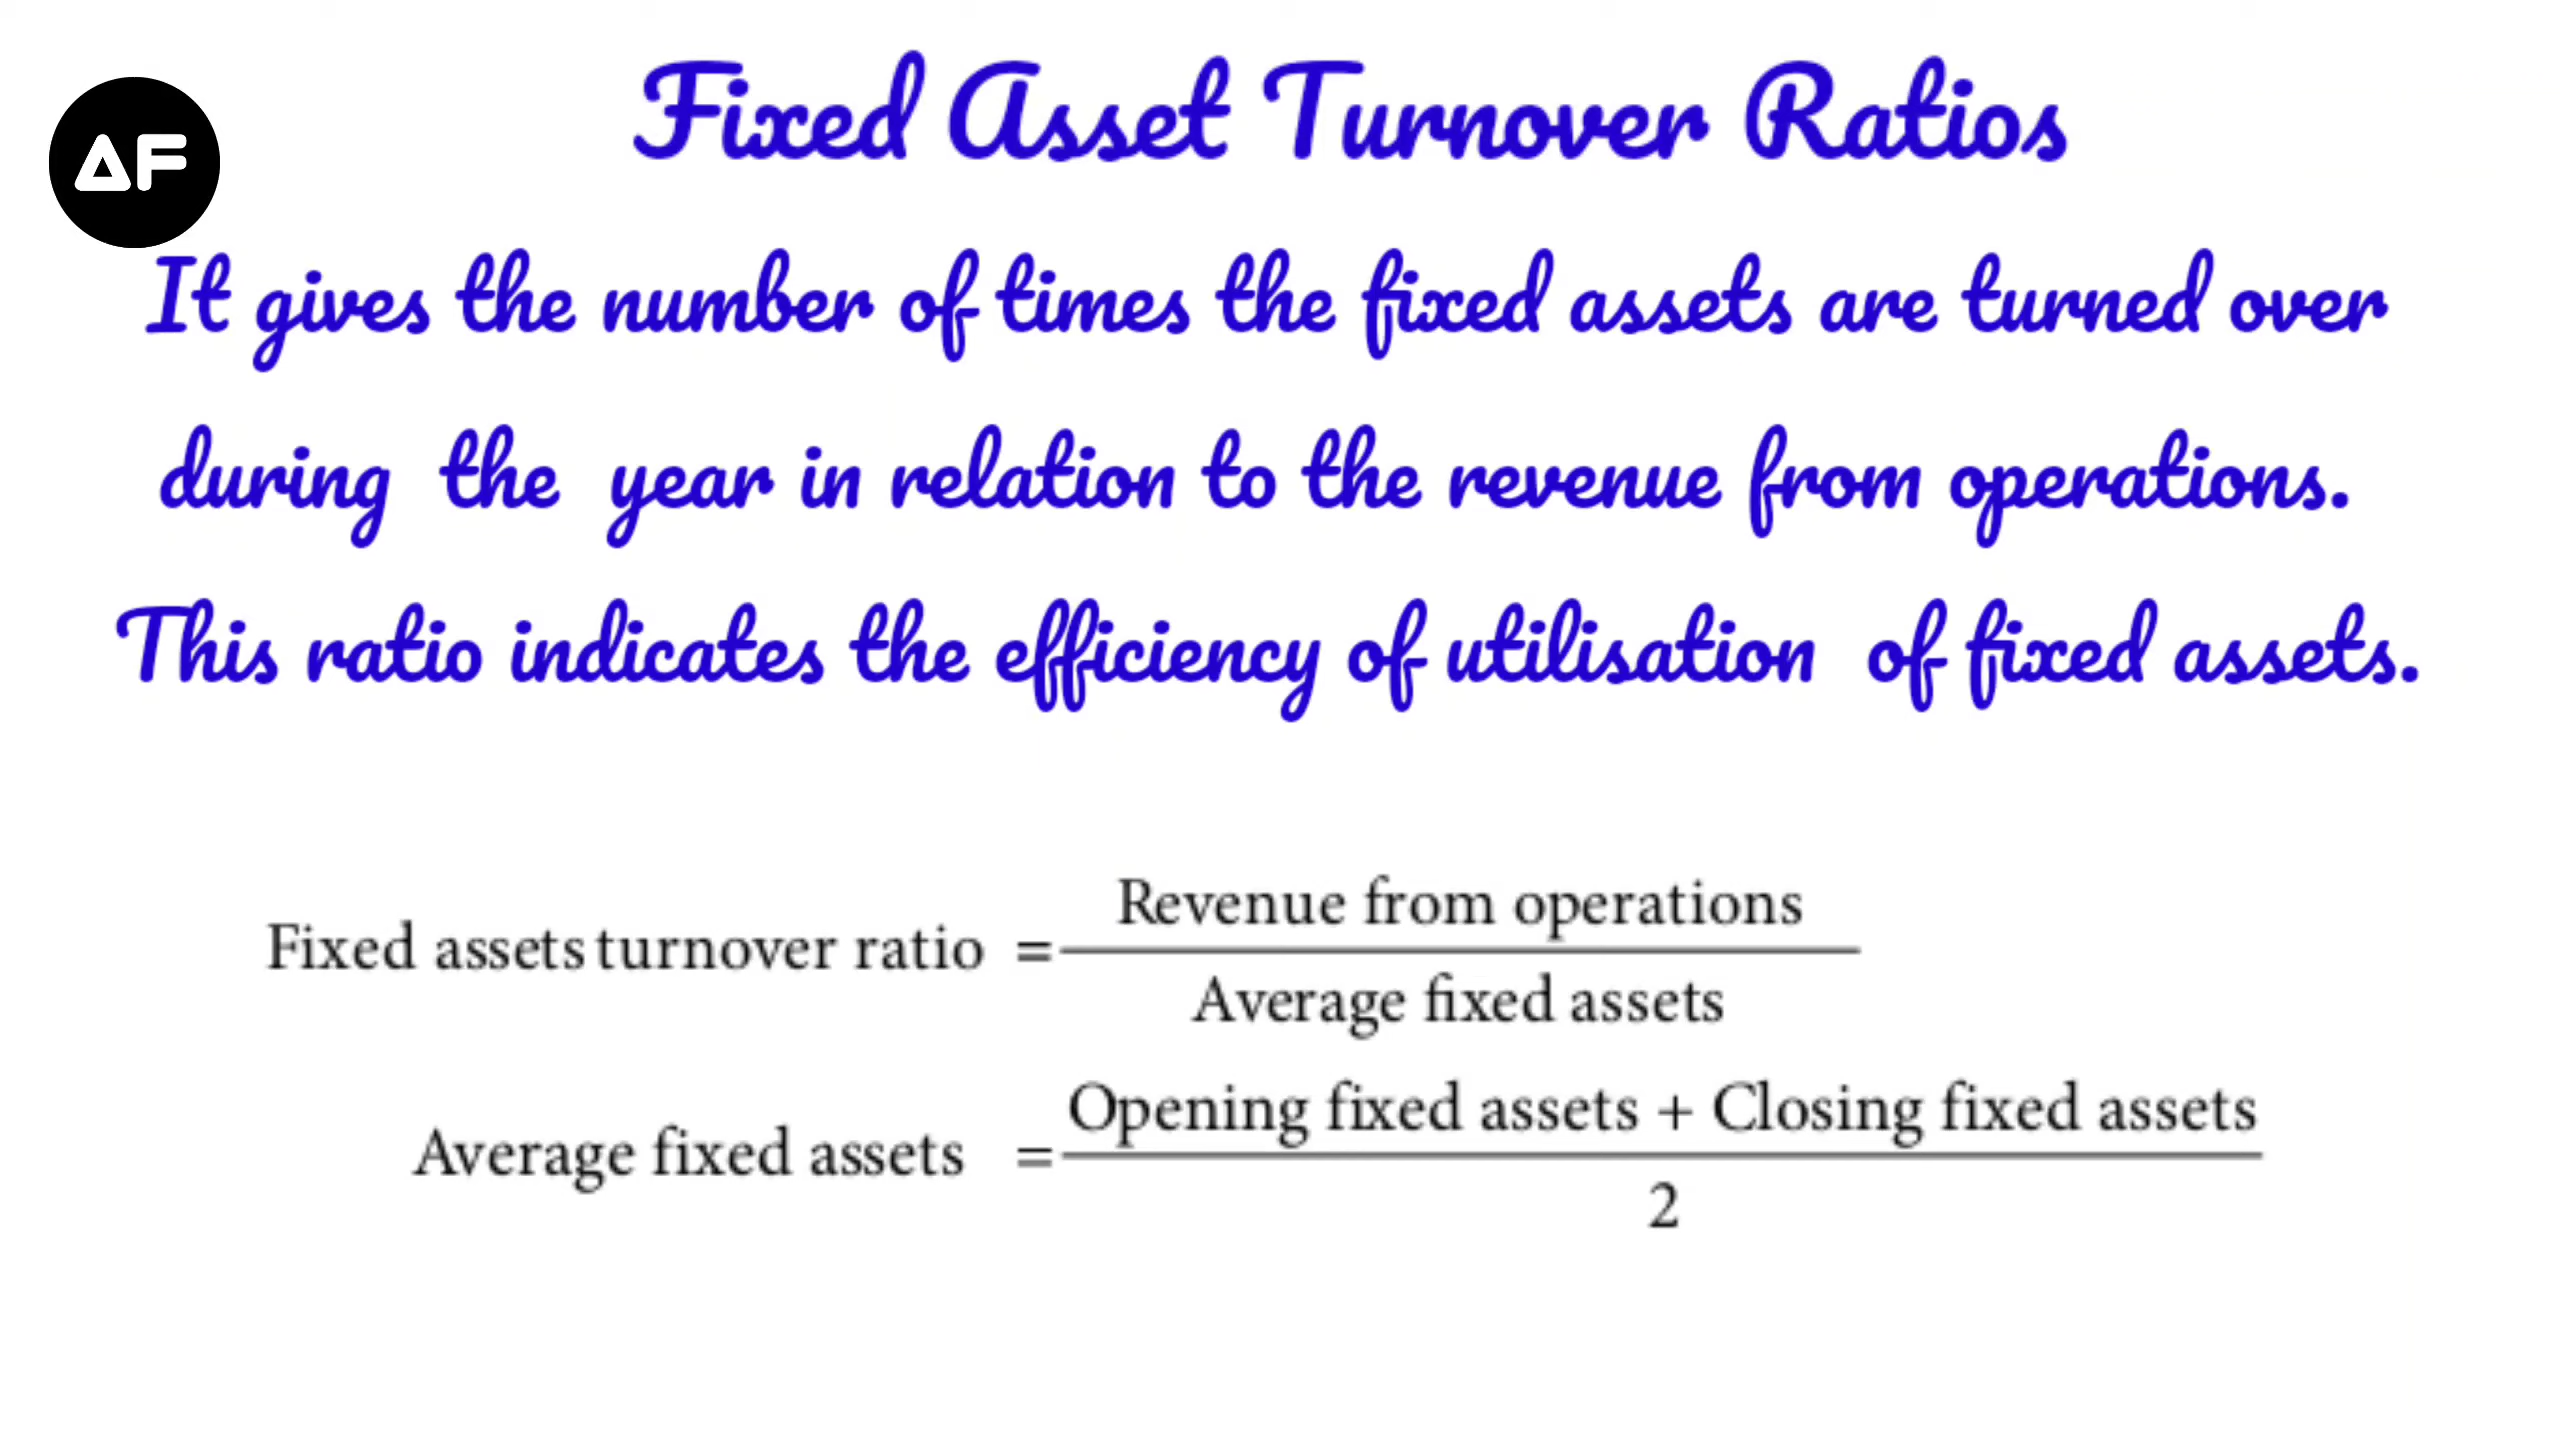 Fixed Asset Turnover Ratios
AF
It gives the number of times the fixed assets are turned over
during the year in relation to the revenue from operations.
This ratio indicates the efficiency of utilisation of fixed assets.
Fixed assets turnover ratio = Revenue from operations
Average fixed assets
Average fixed assets = Opening fixed assets + Closing fixed assets
2